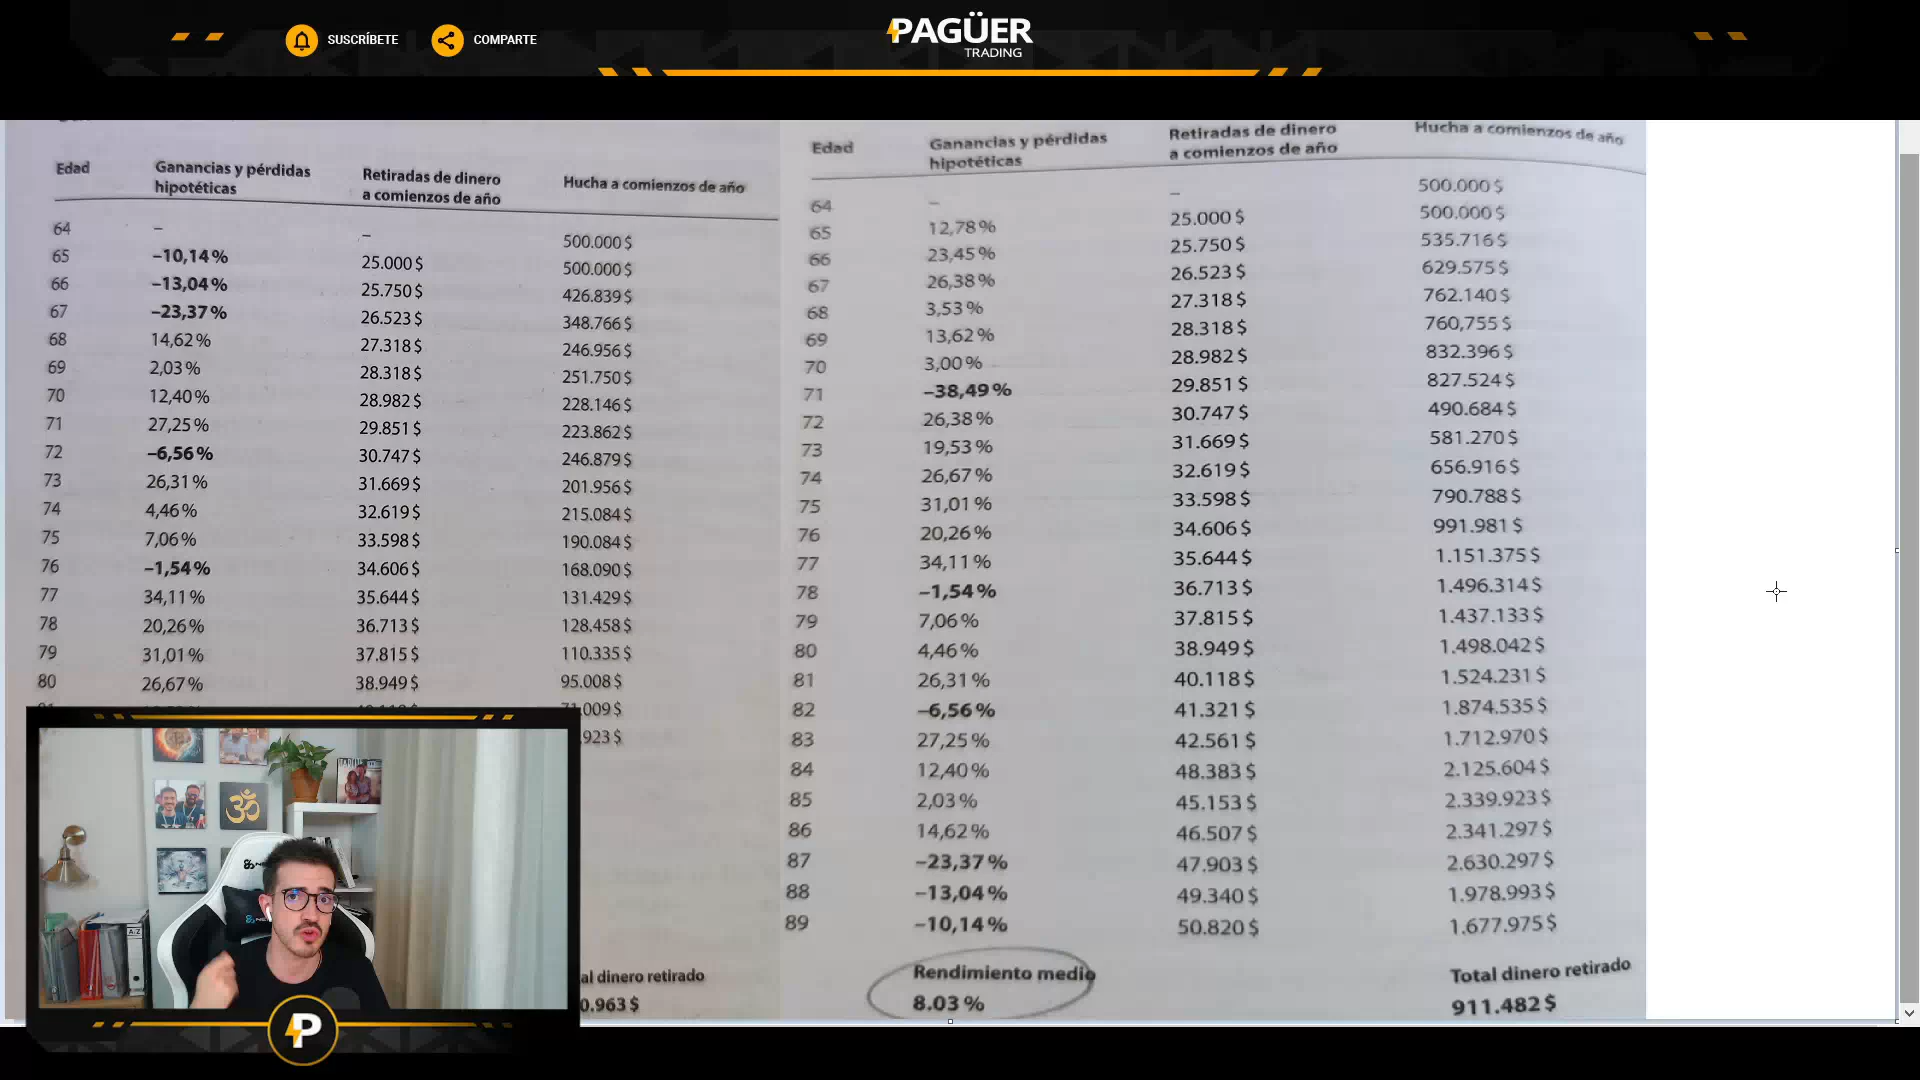 SUSCRÍBETE
COMPARTE
PAGÜER
TRADING
Edad Ganancias y pérdidas hipotéticas Retiradas de dinero a comienzos de año Hucha a comienzos de año
64 – – 500.000 $
65 –10,14 % 25.000 $ 500.000 $
66 –13,04 % 25.750 $ 426.839 $
67 –23,37 % 26.523 $ 348.766 $
68 14,62 % 27.318 $ 246.956 $
69 2,03 % 28.318 $ 251.750 $
70 12,40 % 28.982 $ 228.146 $
71 27,25 % 29.851 $ 223.862 $
72 –6,56 % 30.747 $ 246.879 $
73 26,31 % 31.669 $ 201.956 $
74 4,46 % 32.619 $ 215.084 $
75 7,06 % 33.598 $ 190.084 $
76 –1,54 % 34.606 $ 168.090 $
77 34,11 % 35.644 $ 131.429 $
78 20,26 % 36.713 $ 128.458 $
79 31,01 % 37.815 $ 110.335 $
80 26,67 % 38.949 $ 95.008 $
.009 $
.923 $
al dinero retirado
0.963 $
Edad Ganancias y pérdidas hipotéticas Retiradas de dinero a comienzos de año Hucha a comienzos de año
64 – – 500.000 $
65 12,78 % 25.000 $ 500.000 $
66 23,45 % 25.750 $ 535.716 $
67 26,38 % 26.523 $ 629.575 $
68 3,53 % 27.318 $ 762.140 $
69 13,62 % 28.318 $ 760,755 $
70 3,00 % 28.982 $ 832.396 $
71 –38,49 % 29.851 $ 827.524 $
72 26,38 % 30.747 $ 490.684 $
73 19,53 % 31.669 $ 581.270 $
74 26,67 % 32.619 $ 656.916 $
75 31,01 % 33.598 $ 790.788 $
76 20,26 % 34.606 $ 991.981 $
77 34,11 % 35.644 $ 1.151.375 $
78 –1,54 % 36.713 $ 1.496.314 $
79 7,06 % 37.815 $ 1.437.133 $
80 4,46 % 38.949 $ 1.498.042 $
81 26,31 % 40.118 $ 1.524.231 $
82 –6,56 % 41.321 $ 1.874.535 $
83 27,25 % 42.561 $ 1.712.970 $
84 12,40 % 48.383 $ 2.125.604 $
85 2,03 % 45.153 $ 2.339.923 $
86 14,62 % 46.507 $ 2.341.297 $
87 –23,37 % 47.903 $ 2.630.297 $
88 –13,04 % 49.340 $ 1.978.993 $
89 –10,14 % 50.820 $ 1.677.975 $
Rendimiento medio Total dinero retirado
8.03 % 911.482 $
A/Z
P